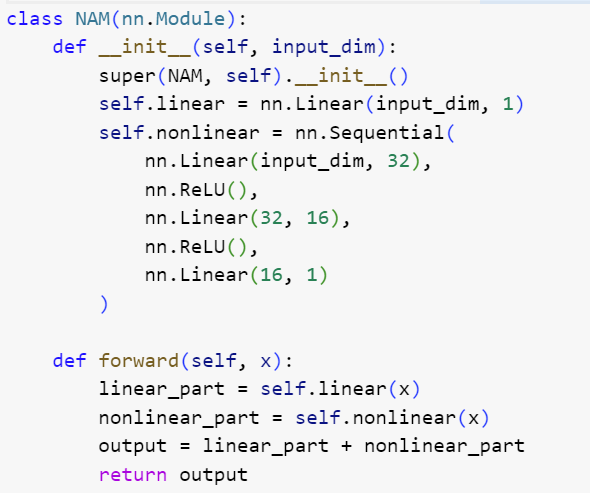 class NAM(nn.Module):
    def __init__(self, input_dim):
        super(NAM, self).__init__()
        self.linear = nn.Linear(input_dim, 1)
        self.nonlinear = nn.Sequential(
            nn.Linear(input_dim, 32),
            nn.ReLU(),
            nn.Linear(32, 16),
            nn.ReLU(),
            nn.Linear(16, 1)
        )

    def forward(self, x):
        linear_part = self.linear(x)
        nonlinear_part = self.nonlinear(x)
        output = linear_part + nonlinear_part
        return output